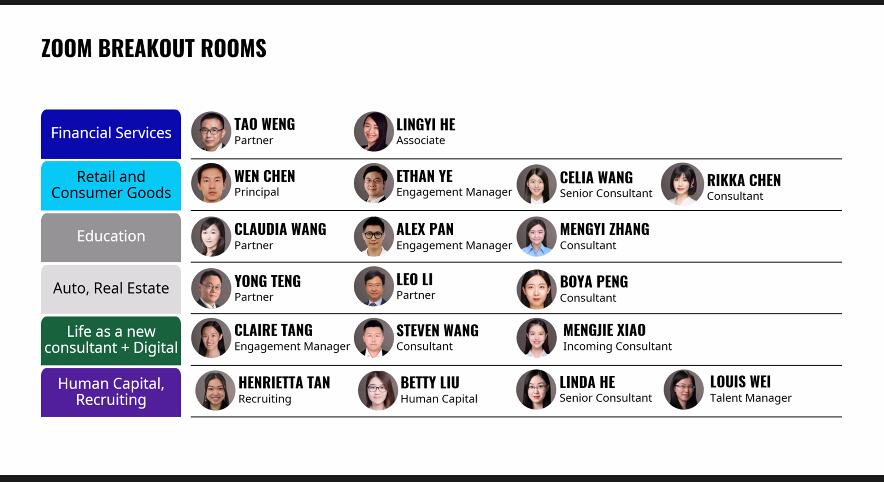 ZOOM BREAKOUT ROOMS
Financial Services
TAO WENG
Partner
LINGYI HE
Associate
Retail and
Consumer Goods
WEN CHEN
Principal
ETHAN YE
Engagement Manager
CELIA WANG
Senior Consultant
RIKKA CHEN
Consultant
Education
CLAUDIA WANG
Partner
ALEX PAN
Engagement Manager
MENGYI ZHANG
Consultant
Auto, Real Estate
YONG TENG
Partner
LEO LI
Partner
BOYA PENG
Consultant
Life as a new
consultant + Digital
CLAIRE TANG
Engagement Manager
STEVEN WANG
Consultant
MENGJIE XIAO
Incoming Consultant
Human Capital,
Recruiting
HENRIETTA TAN
Recruiting
BETTY LIU
Human Capital
LINDA HE
Senior Consultant
LOUIS WEI
Talent Manager